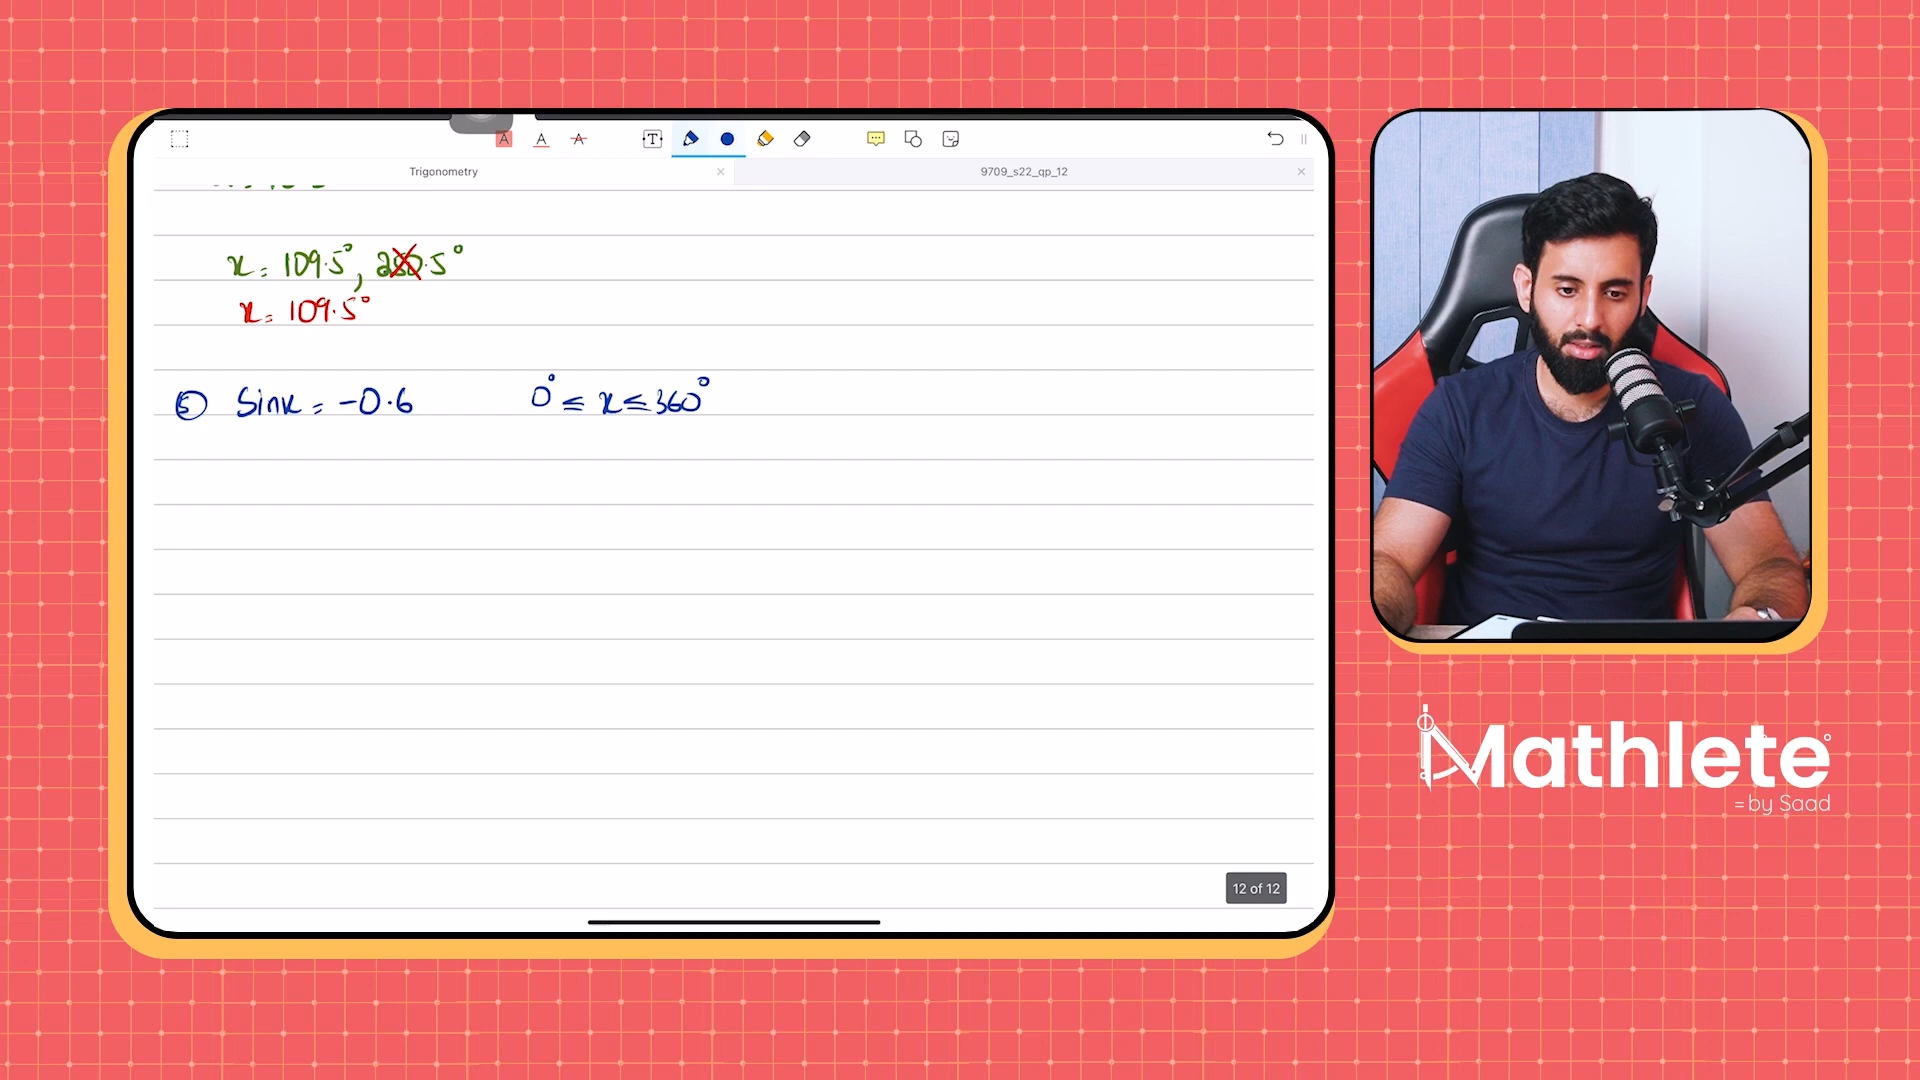 A A A T
Trigonometry × 9709_s22_qp_12 ×
x = 109.5°, 250.5°
x = 109.5°
⑤ Sinx = -0.6 0° ≤ x ≤ 360°
12 of 12
Mathlete
= by Saad